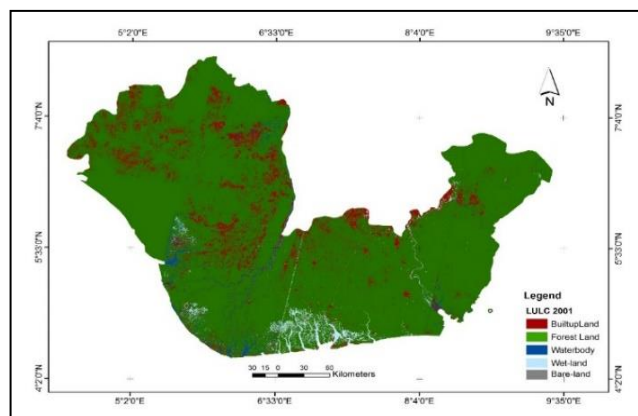 5°2'0"E 6°33'0"E 8°4'0"E 9°35'0"E
N
7°4'0"N 7°4'0"N
5°33'0"N 5°33'0"N
Legend
LULC 2001
BuiltupLand
Forest Land
Waterbody
Wet-land
Bare-land
30 15 0 30 60
Kilometers
4°2'0"N 4°2'0"N
5°2'0"E 6°33'0"E 8°4'0"E 9°35'0"E